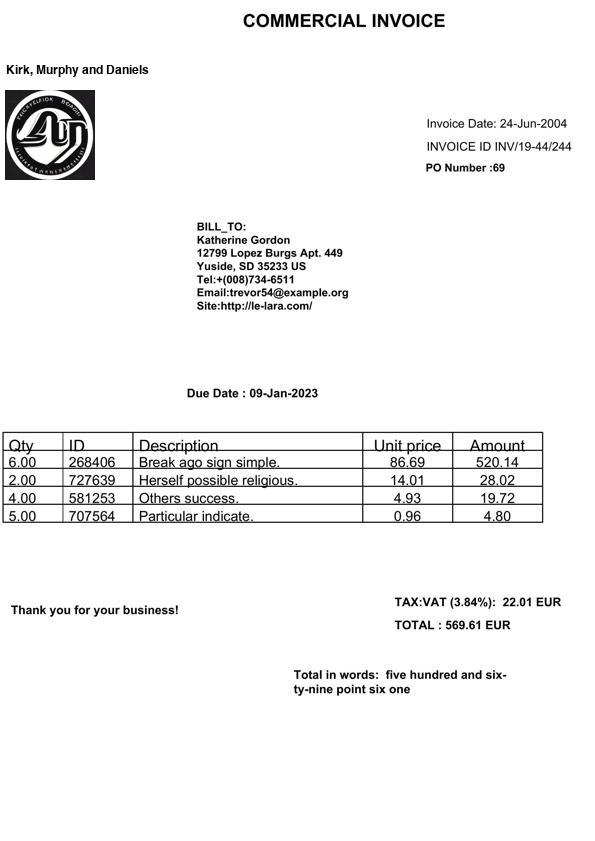 COMMERCIAL INVOICE
Kirk, Murphy and Daniels
Invoice Date: 24-Jun-2004
INVOICE ID INV/19-44/244
PO Number :69
BILL_TO:
Katherine Gordon
12799 Lopez Burgs Apt. 449
Yuside, SD 35233 US
Tel:+(008)734-6511
Email:trevor54@example.org
Site:http://le-lara.com/
Due Date : 09-Jan-2023
Qty ID Description Unit price Amount
6.00 268406 Break ago sign simple. 86.69 520.14
2.00 727639 Herself possible religious. 14.01 28.02
4.00 581253 Others success. 4.93 19.72
5.00 707564 Particular indicate. 0.96 4.80
TAX:VAT (3.84%): 22.01 EUR
Thank you for your business!
TOTAL : 569.61 EUR
Total in words: five hundred and six-
ty-nine point six one